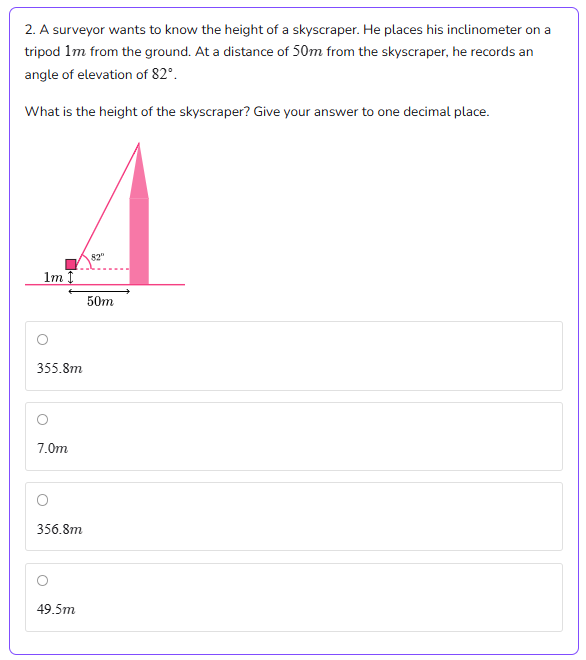 2. A surveyor wants to know the height of a skyscraper. He places his inclinometer on a
tripod 1m from the ground. At a distance of 50m from the skyscraper, he records an
angle of elevation of 82°.
What is the height of the skyscraper? Give your answer to one decimal place.
82°
1m
50m
355.8m
7.0m
356.8m
49.5m